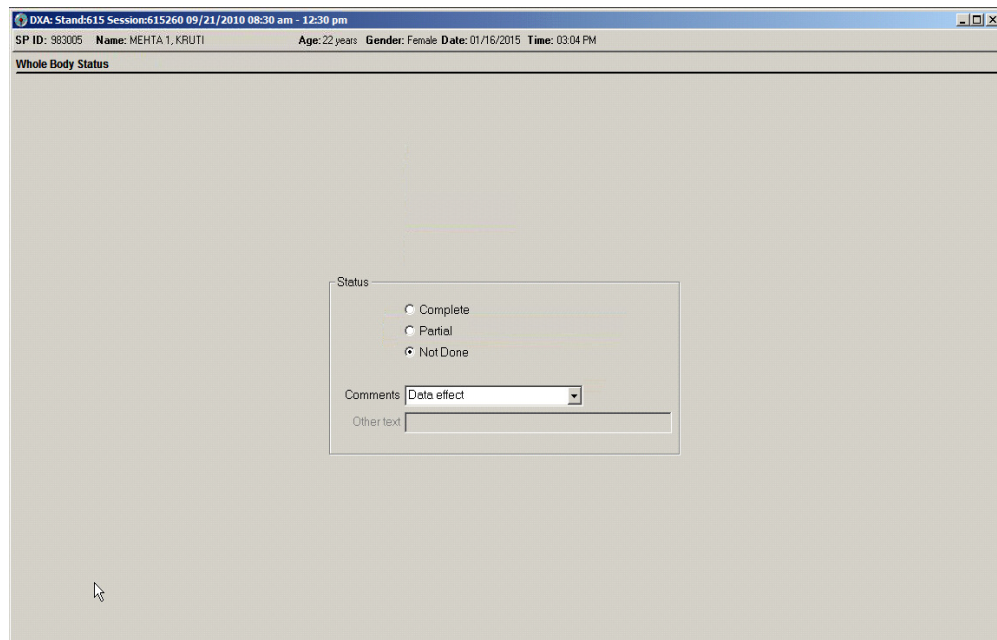 DXA: Stand:615 Session:615260 09/21/2010 08:30 am - 12:30 pm
SP ID: 983005 Name: MEHTA 1, KRUTI Age: 22 years Gender: Female Date: 01/16/2015 Time: 03:04 PM
Whole Body Status
Status
Complete
Partial
Not Done
Comments Data effect
Other text